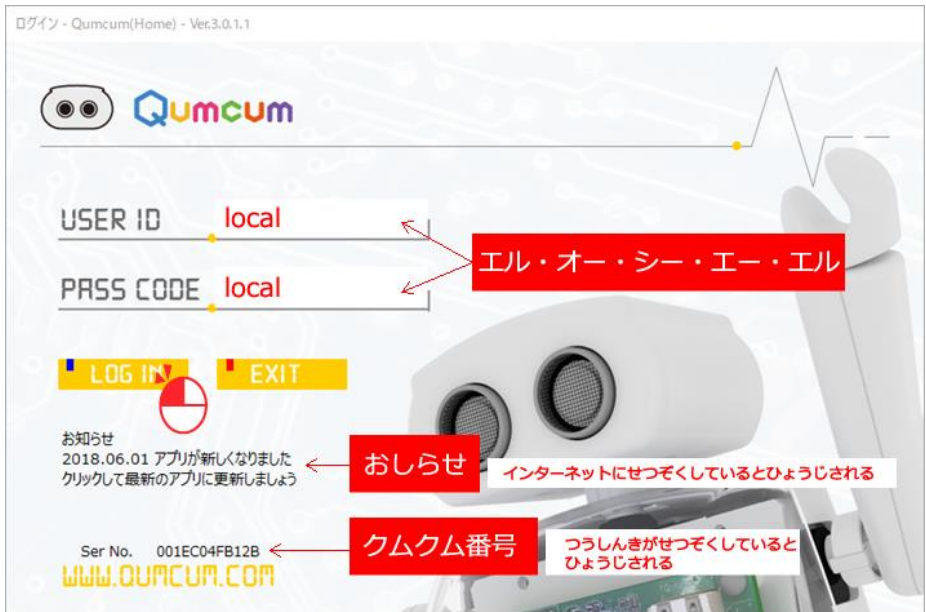 ログイン - Qumcum(Home) - Ver.3.0.1.1
Qumcum
USER ID local
エル・オー・シー・エー・エル
PASS CODE local
LOG IN EXIT
お知らせ
2018.06.01 アプリが新しくなりました
クリックして最新のアプリに更新しましょう
おしらせ
インターネットにせつぞくしているとひょうじされる
Ser No. 001EC04FB12B
クムクム番号
つうしんきがせつぞくしていると
ひょうじされる
WWW.QUMCUM.COM